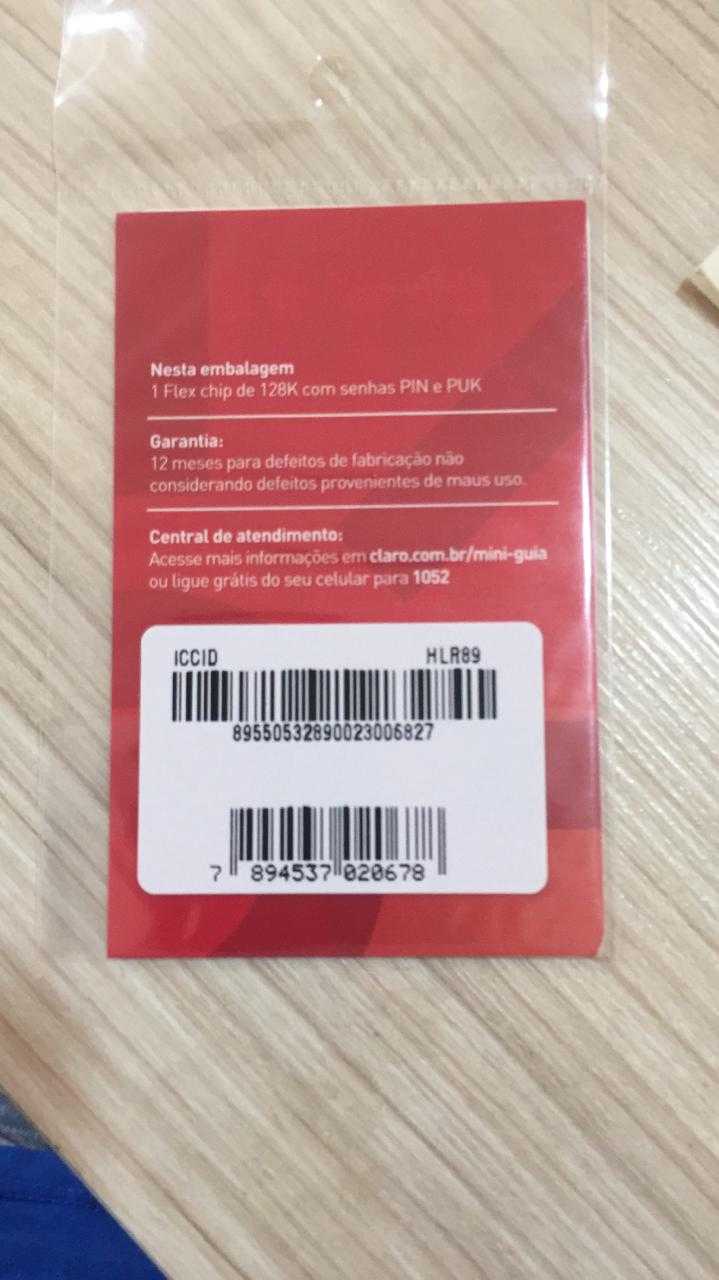 Nesta embalagem
1 Flex chip de 128K com senhas PIN e PUK
Garantia:
12 meses para defeitos de fabricação não
considerando defeitos provenientes de maus uso.
Central de atendimento:
Acesse mais informações em claro.com.br/mini-guia
ou ligue grátis do seu celular para 1052
ICCID HLR89
89550532890023006827
7 894537 020678